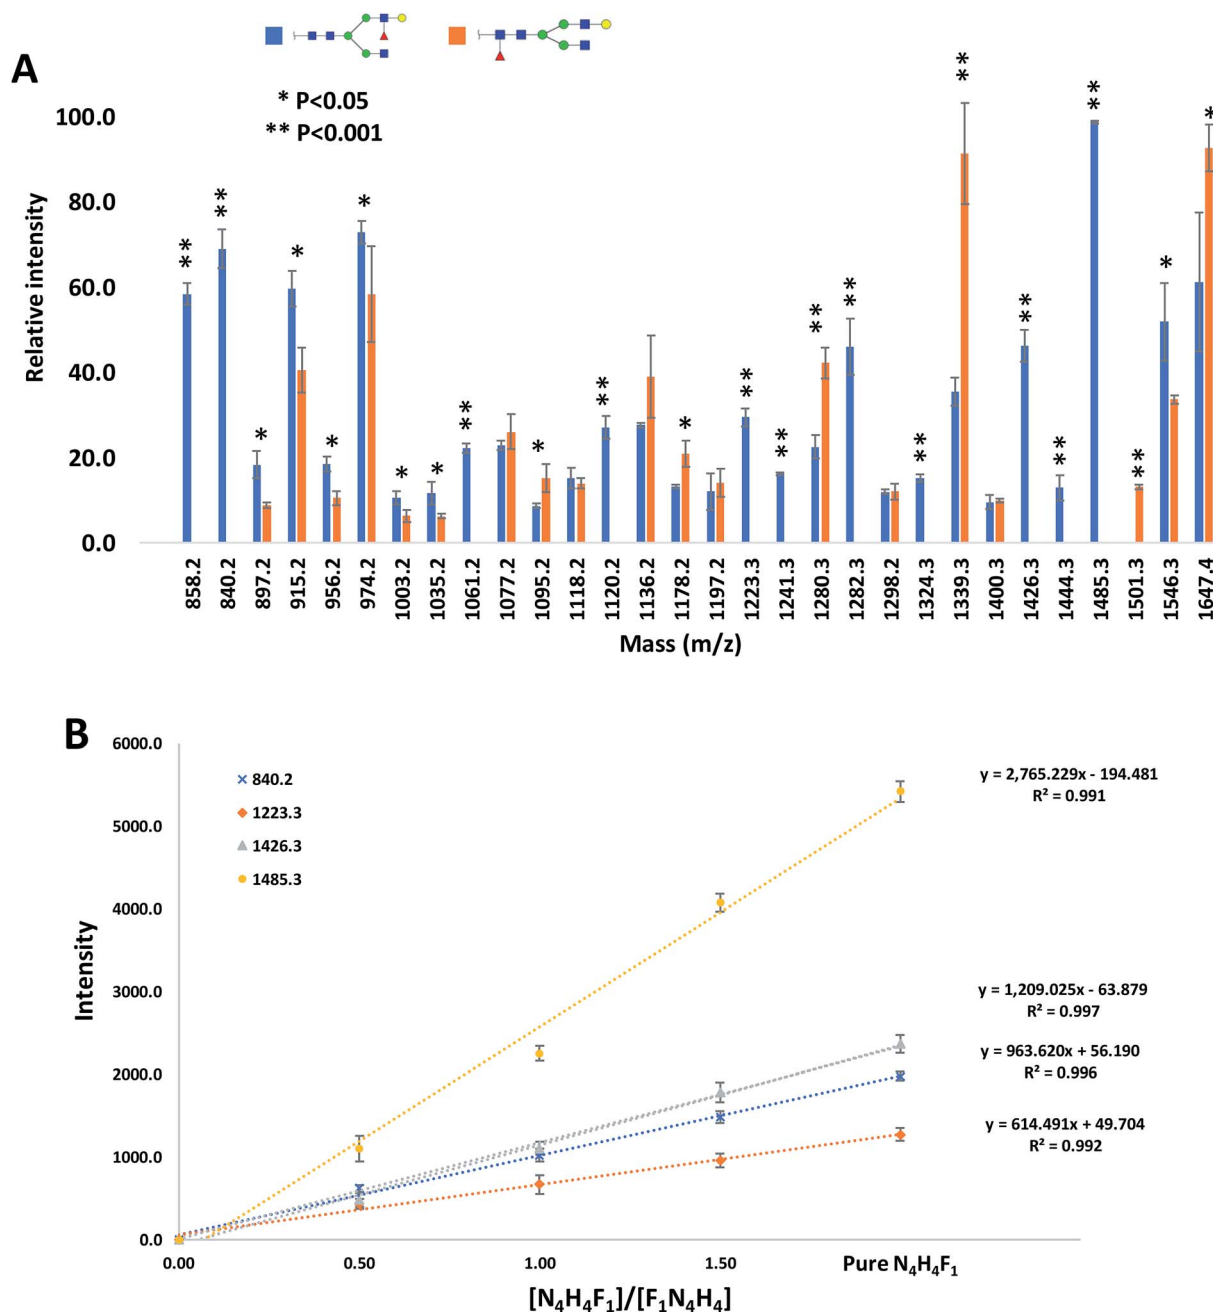 A
* P<0.05
** P<0.001
Relative intensity
100.0
80.0
60.0
40.0
20.0
0.0
** ** * * * * * * ** * ** * ** ** ** ** ** ** ** ** ** ** * *
858.2 840.2 897.2 915.2 956.2 974.2 1003.2 1035.2 1061.2 1077.2 1095.2 1118.2 1120.2 1136.2 1178.2 1197.2 1223.3 1241.3 1280.3 1282.3 1298.2 1324.3 1339.3 1400.3 1426.3 1444.3 1485.3 1501.3 1546.3 1647.4
Mass (m/z)
B
Intensity
6000.0
5000.0
4000.0
3000.0
2000.0
1000.0
0.0
840.2
1223.3
1426.3
1485.3
y = 2,765.229x - 194.481
R² = 0.991
y = 1,209.025x - 63.879
R² = 0.997
y = 963.620x + 56.190
R² = 0.996
y = 614.491x + 49.704
R² = 0.992
0.00 0.50 1.00 1.50 Pure N₄H₄F₁
[N₄H₄F₁]/[F₁N₄H₄]